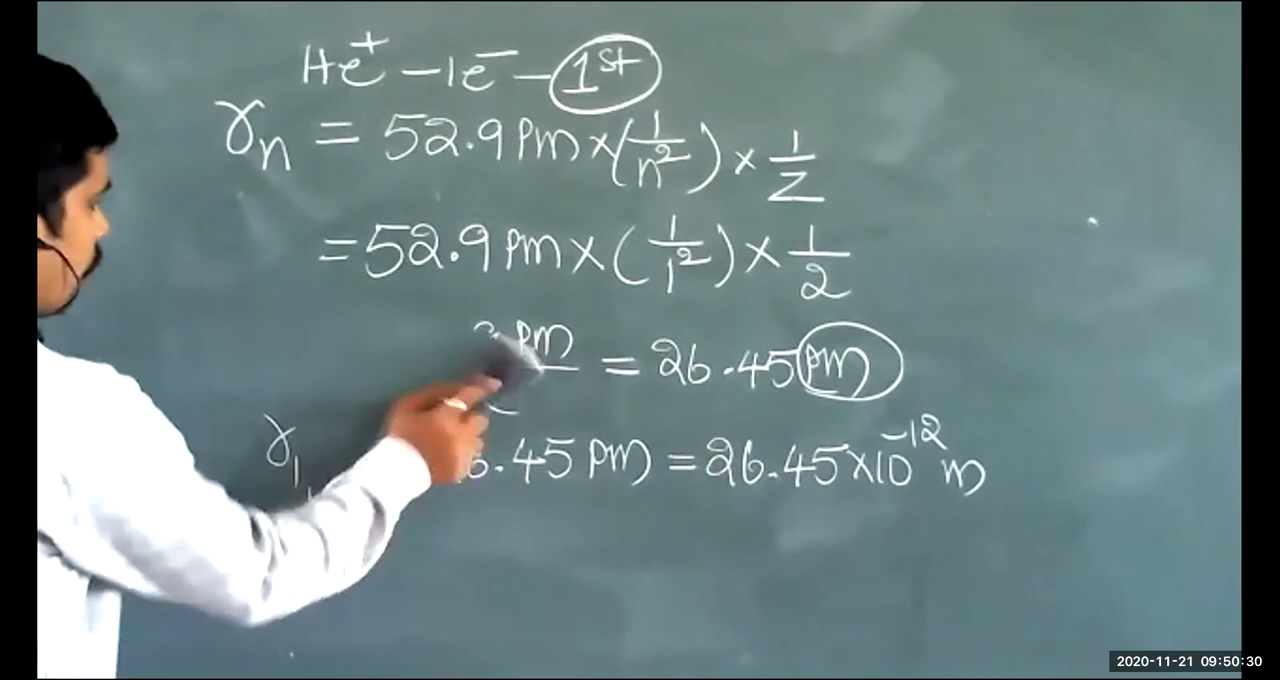 He⁺ - 1e⁻ - 1st
rn = 52.9 Pm × (1/n²) × 1/Z
= 52.9 Pm × (1/1²) × 1/2
Pm = 26.45 Pm
r1 .45 Pm = 26.45 × 10⁻¹² m
2020-11-21 09:50:30